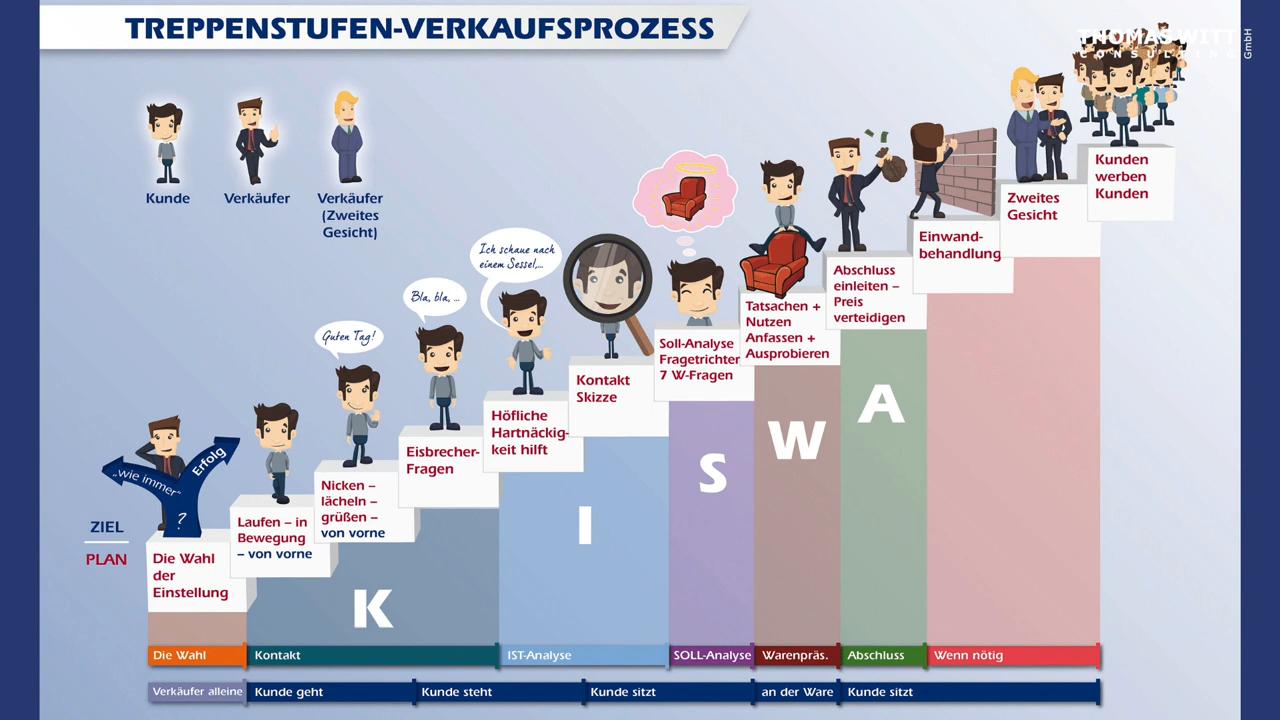 TREPPENSTUFEN-VERKAUFSPROZESS
THOMAS WITT
CONSULTING
GmbH
Kunde
Verkäufer
Verkäufer
(Zweites
Gesicht)
Kunden
werben
Kunden
Zweites
Gesicht
Einwand-
behandlung
Abschluss
einleiten –
Preis
verteidigen
Tatsachen +
Nutzen
Anfassen +
Ausprobieren
Soll-Analyse
Fragetrichter
7 W-Fragen
Kontakt
Skizze
Ich schaue nach
einem Sessel,...
Höfliche
Hartnäckig-
keit hilft
Bla, bla, ...
Eisbrecher-
Fragen
Guten Tag!
Nicken –
lächeln –
grüßen –
von vorne
Laufen – in
Bewegung
– von vorne
„wie immer“
Erfolg
?
Die Wahl
der
Einstellung
ZIEL
PLAN
K
I
S
W
A
Die Wahl
Kontakt
IST-Analyse
SOLL-Analyse
Warenpräs.
Abschluss
Wenn nötig
Verkäufer alleine
Kunde geht
Kunde steht
Kunde sitzt
an der Ware
Kunde sitzt